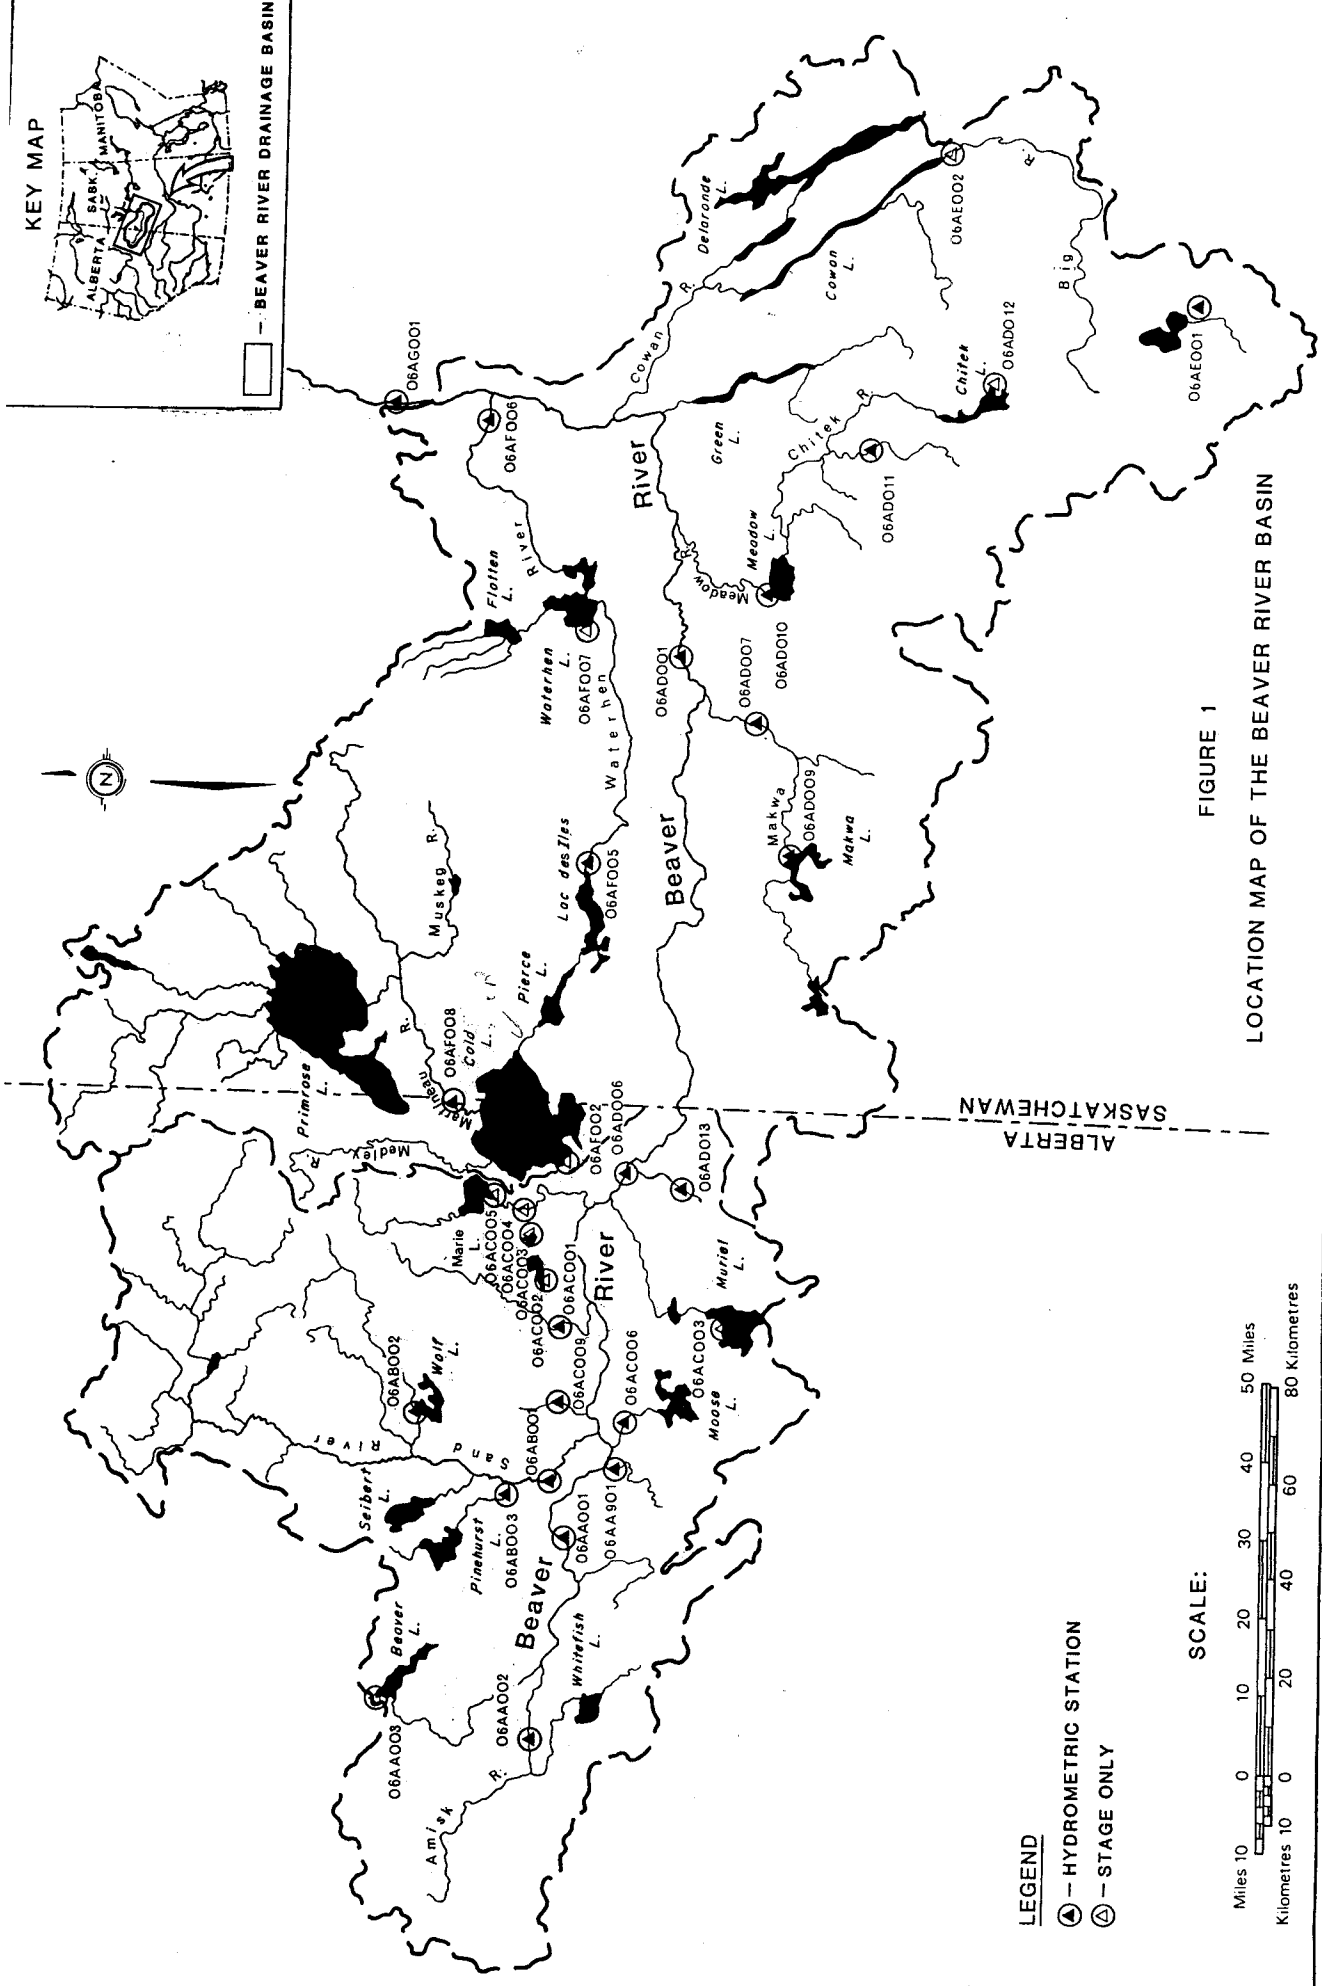 KEY MAP
ALBERTA
SASK.
MANITOBA
— BEAVER RIVER DRAINAGE BASIN
N
06AG001
06AF006
River
Flotten
L.
Waterhen
L.
06AF007
Waterhen
Cowan
R.
Delaronde
L.
Cowan
L.
06AE002
R.
Big
06AE001
Chitek
L.
06AD012
Green
L.
Chitek
R.
06AD011
River
Meadow
L.
Meadow
R.
06AD010
06AD001
06AD007
Makwa
06AD009
Makwa
L.
Beaver
Lac des Iles
06AF005
Muskeg R.
Pierce
L.
Primrose
L.
R.
Martineau
06AF008
Cold
L.
06AF002
06AD006
06AD013
SASKATCHEWAN
ALBERTA
Medley
R.
Marie
L.
06AC005
06AC004
06AC003
06AC002
06AC001
River
Muriel
L.
06AC003
Moose
L.
06AC006
06AC009
06AB002
Wolf
L.
Sand
River
06AB001
Seibert
L.
Pinehurst
L.
06AB003
06AA001
06AA901
Beaver
Beaver
L.
06AA003
Whitefish
L.
06AA002
Amisk
R.
FIGURE 1
LOCATION MAP OF THE BEAVER RIVER BASIN
LEGEND
— HYDROMETRIC STATION
— STAGE ONLY
SCALE:
Miles 10 0 10 20 30 40 50 Miles
Kilometres 10 0 20 40 60 80 Kilometres